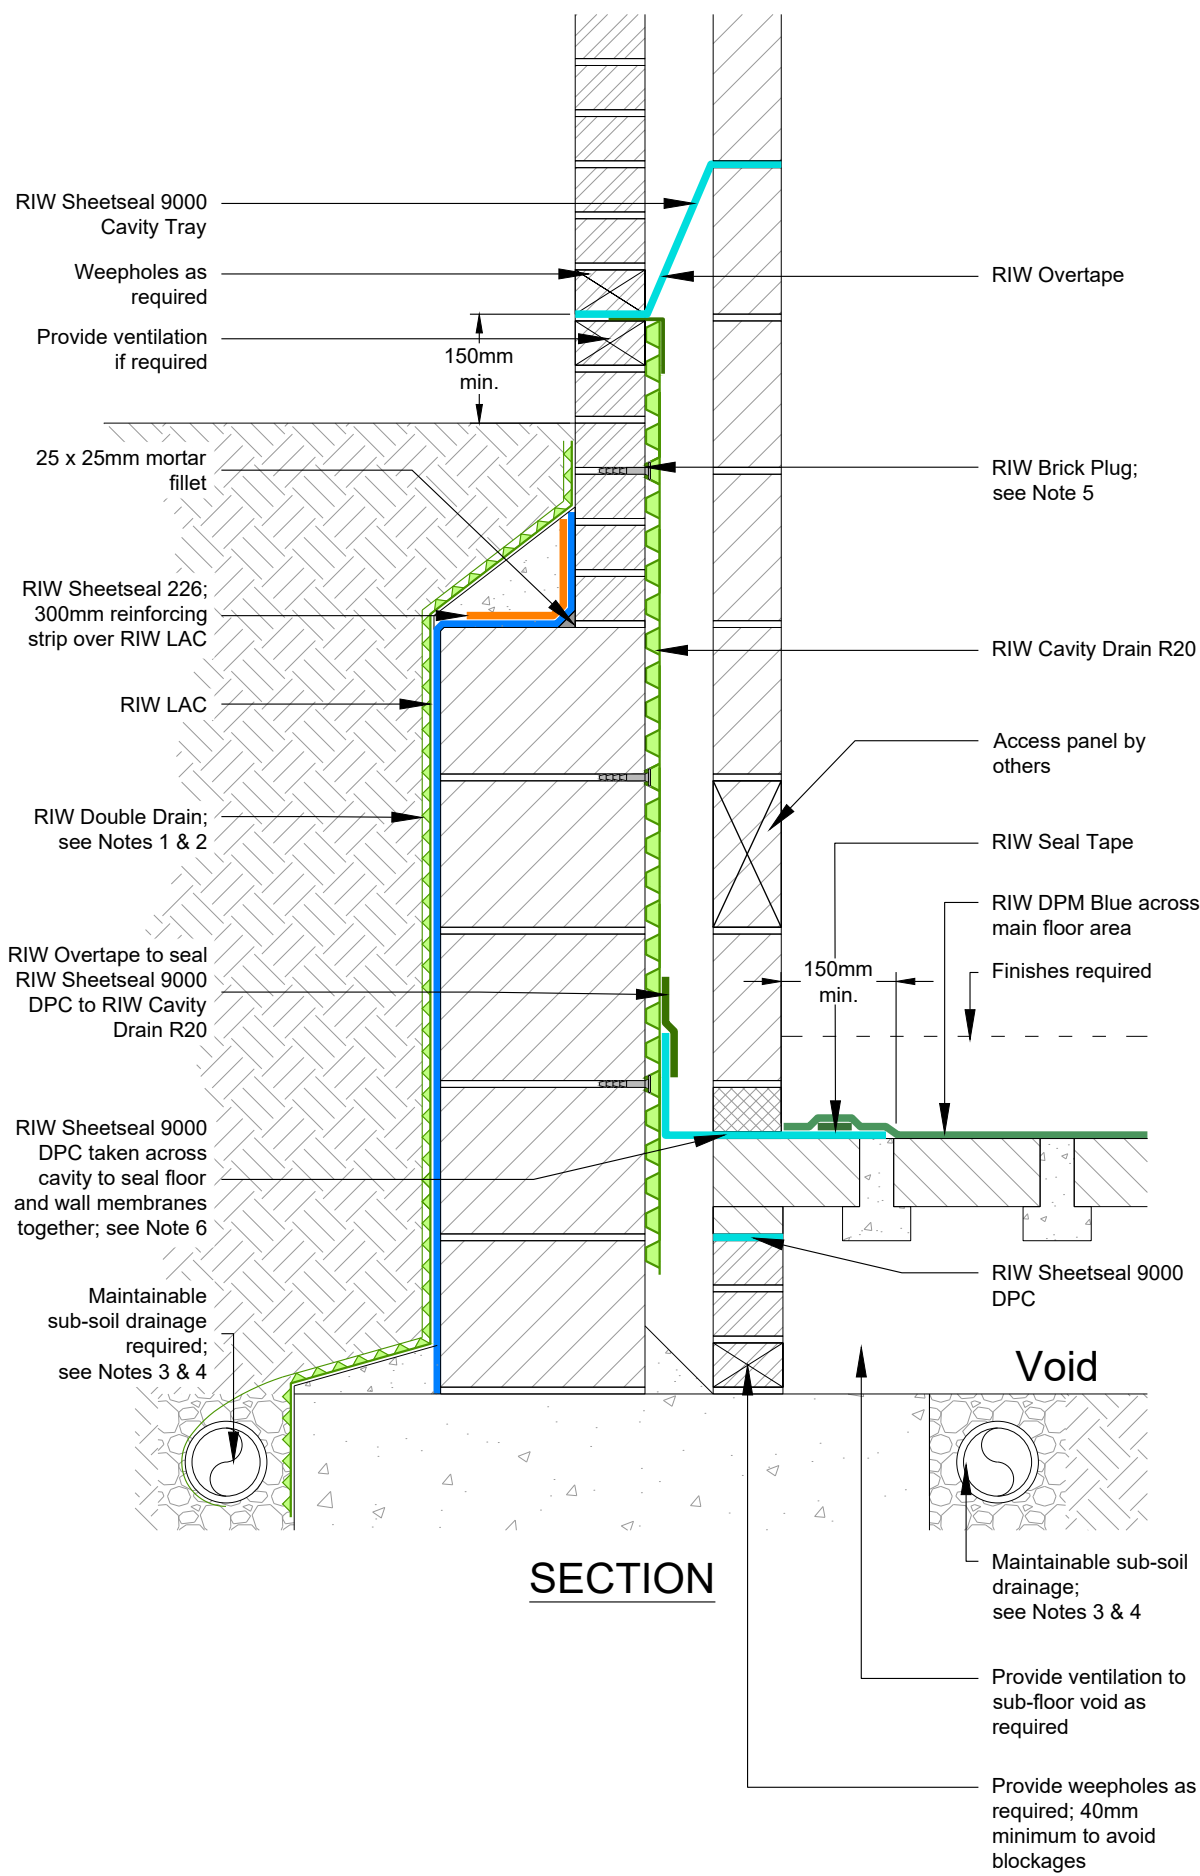 RIW Sheetseal 9000
Cavity Tray
Weepholes as
required
Provide ventilation
if required
150mm
min.
25 x 25mm mortar
fillet
RIW Sheetseal 226;
300mm reinforcing
strip over RIW LAC
RIW LAC
RIW Double Drain;
see Notes 1 & 2
RIW Overtape to seal
RIW Sheetseal 9000
DPC to RIW Cavity
Drain R20
RIW Sheetseal 9000
DPC taken across
cavity to seal floor
and wall membranes
together; see Note 6
Maintainable
sub-soil drainage
required;
see Notes 3 & 4
RIW Overtape
RIW Brick Plug;
see Note 5
RIW Cavity Drain R20
Access panel by
others
RIW Seal Tape
RIW DPM Blue across
main floor area
150mm
min.
Finishes required
RIW Sheetseal 9000
DPC
Void
Maintainable sub-soil
drainage;
see Notes 3 & 4
Provide ventilation to
sub-floor void as
required
Provide weepholes as
required; 40mm
minimum to avoid
blockages
SECTION